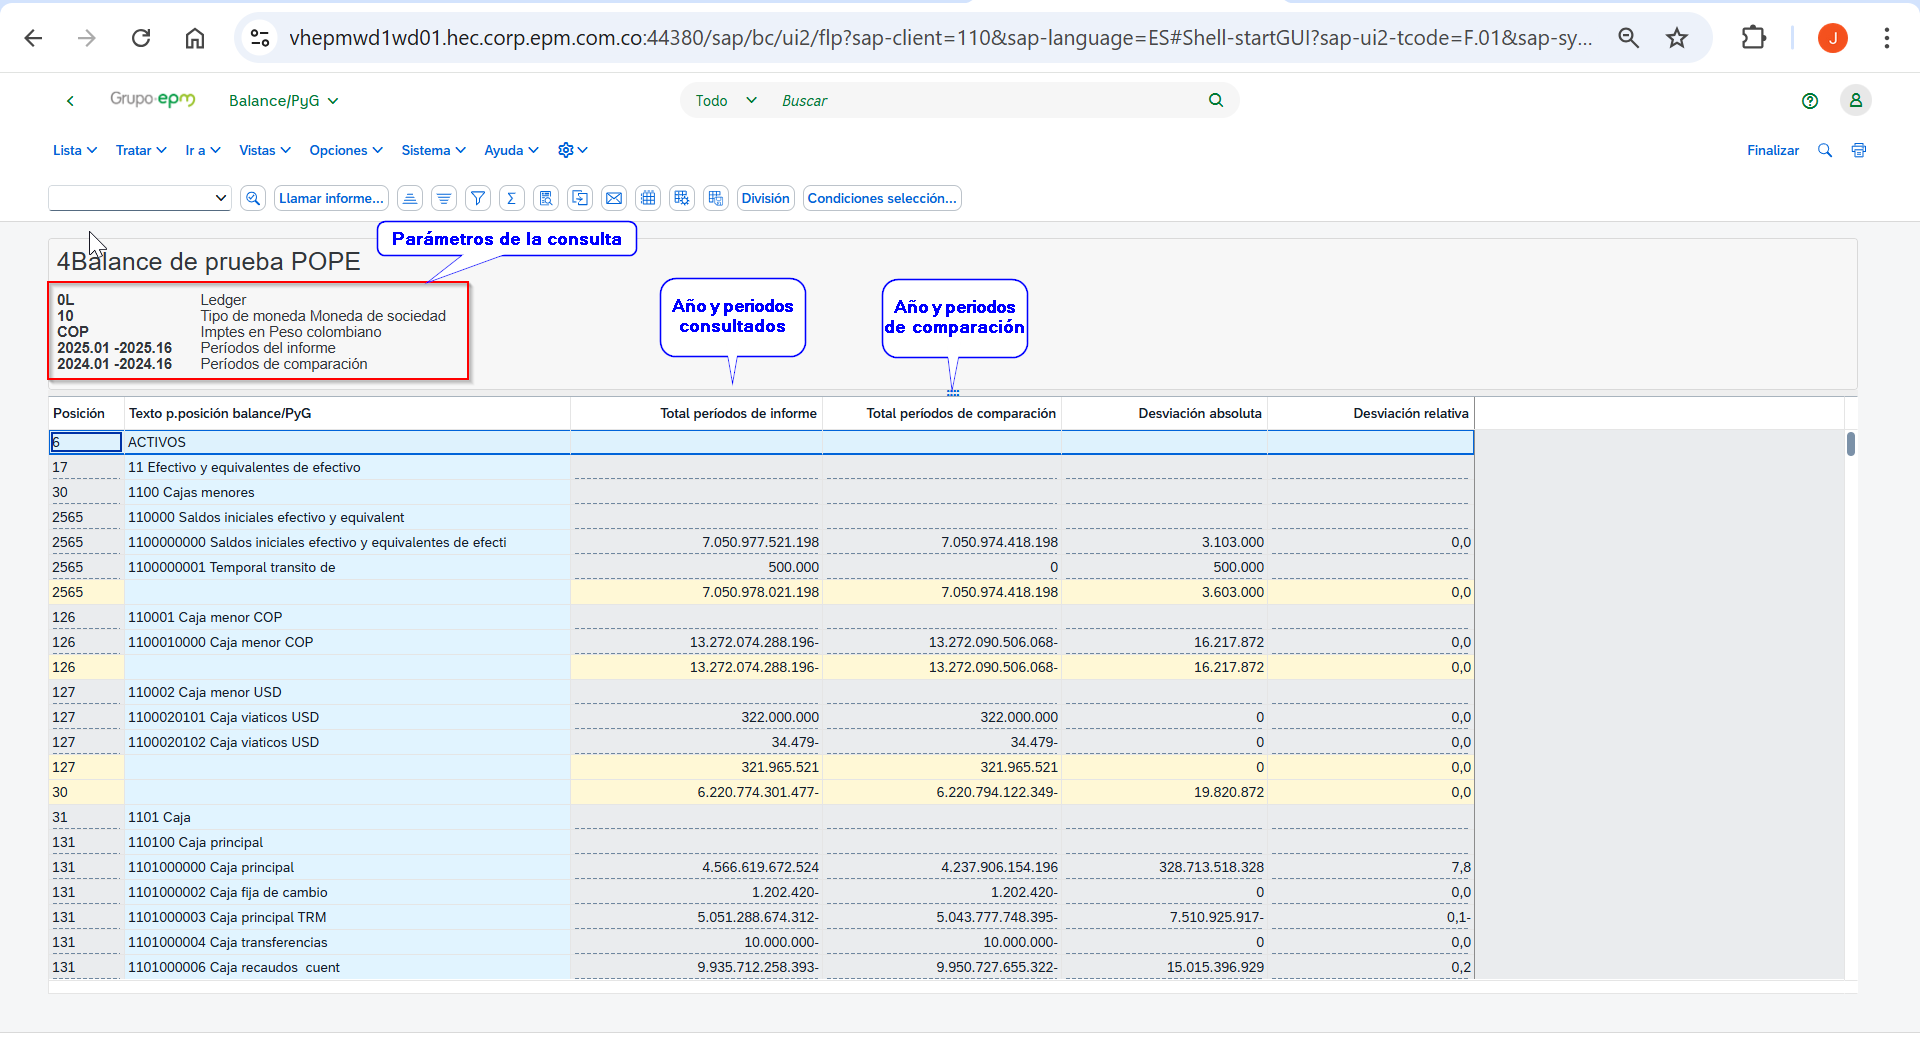 vhepmwd1wd01.hec.corp.epm.com.co:44380/sap/bc/ui2/flp?sap-client=110&sap-language=ES#Shell-startGUI?sap-ui2-tcode=F.01&sap-sy...
J
Grupo·epm Balance/PyG Todo Buscar
Lista Tratar Ir a Vistas Opciones Sistema Ayuda Finalizar
Llamar informe... División Condiciones selección...
Parámetros de la consulta
4Balance de prueba POPE
Año y periodos
consultados
Año y periodos
de comparación
0L Ledger
10 Tipo de moneda Moneda de sociedad
COP Imptes en Peso colombiano
2025.01 -2025.16 Períodos del informe
2024.01 -2024.16 Períodos de comparación
Posición Texto p.posición balance/PyG Total períodos de informe Total períodos de comparación Desviación absoluta Desviación relativa
6 ACTIVOS
17 11 Efectivo y equivalentes de efectivo
30 1100 Cajas menores
2565 110000 Saldos iniciales efectivo y equivalent
2565 1100000000 Saldos iniciales efectivo y equivalentes de efecti 7.050.977.521.198 7.050.974.418.198 3.103.000 0,0
2565 1100000001 Temporal transito de 500.000 0 500.000
2565 7.050.978.021.198 7.050.974.418.198 3.603.000 0,0
126 110001 Caja menor COP
126 1100010000 Caja menor COP 13.272.074.288.196- 13.272.090.506.068- 16.217.872 0,0
126 13.272.074.288.196- 13.272.090.506.068- 16.217.872 0,0
127 110002 Caja menor USD
127 1100020101 Caja viaticos USD 322.000.000 322.000.000 0 0,0
127 1100020102 Caja viaticos USD 34.479- 34.479- 0 0,0
127 321.965.521 321.965.521 0 0,0
30 6.220.774.301.477- 6.220.794.122.349- 19.820.872 0,0
31 1101 Caja
131 110100 Caja principal
131 1101000000 Caja principal 4.566.619.672.524 4.237.906.154.196 328.713.518.328 7,8
131 1101000002 Caja fija de cambio 1.202.420- 1.202.420- 0 0,0
131 1101000003 Caja principal TRM 5.051.288.674.312- 5.043.777.748.395- 7.510.925.917- 0,1-
131 1101000004 Caja transferencias 10.000.000- 10.000.000- 0 0,0
131 1101000006 Caja recaudos cuent 9.935.712.258.393- 9.950.727.655.322- 15.015.396.929 0,2